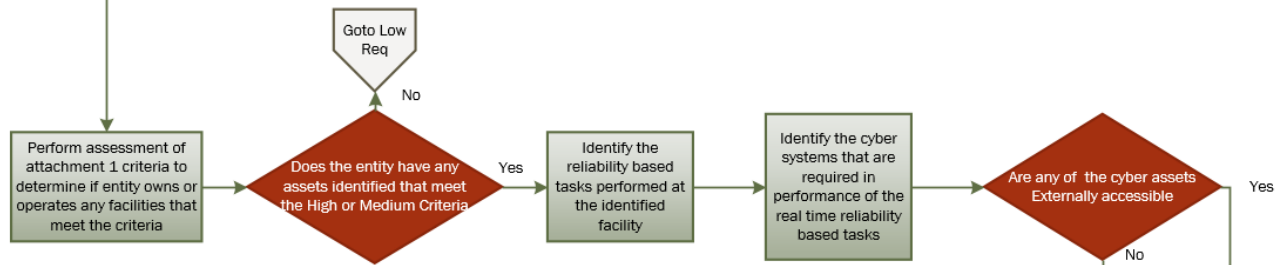 Goto Low
Req
No
Perform assessment of
attachment 1 criteria to
determine if entity owns or
operates any facilities that
meet the criteria
Does the entity have any
assets identified that meet
the High or Medium Criteria
Yes
Identify the
reliability based
tasks performed at
the identified
facility
Identify the cyber
systems that are
required in
performance of the
real time reliability
based tasks
Are any of the cyber assets
Externally accessible
Yes
No